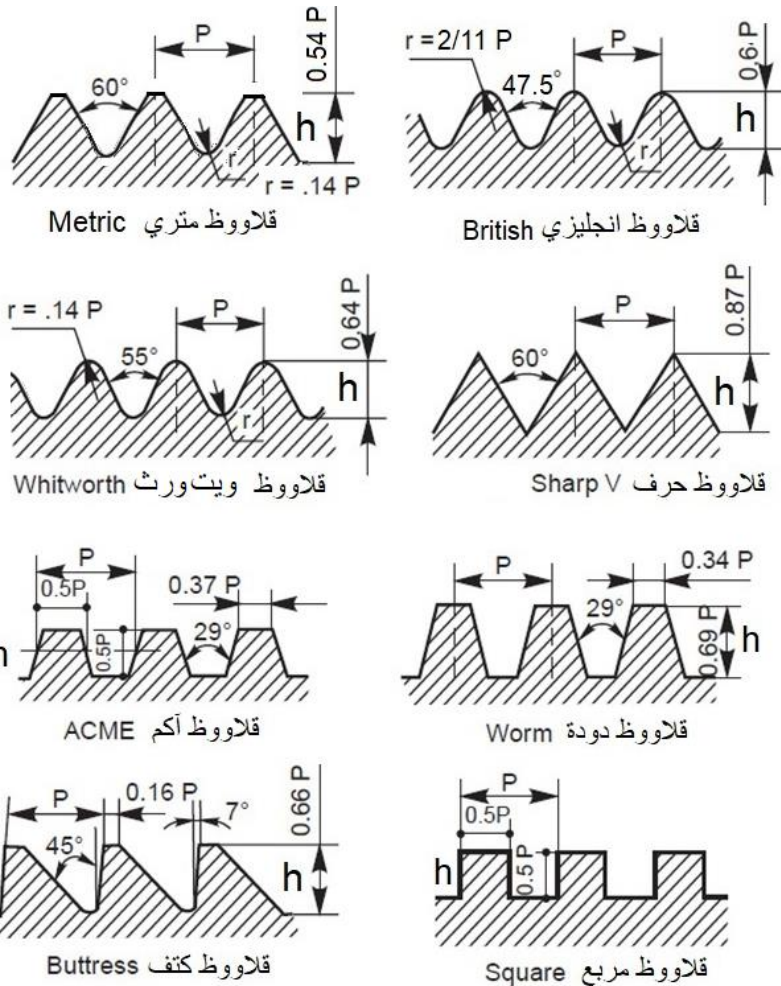 P
0.54 P
60°
h
r
r = .14 P
Metric قلاووظ متري
r = 2/11 P
P
47.5°
0.6 P
h
r
British قلاووظ انجليزي
r = .14 P
P
55°
0.64 P
h
r
Whitworth قلاووظ ويت ورث
P
60°
0.87 P
h
Sharp V قلاووظ حرف
P
0.5P
0.37 P
29°
0.5P
h
ACME قلاووظ آكم
P
0.34 P
29°
0.69 P
h
Worm قلاووظ دودة
P
0.16 P
7°
0.66 P
45°
h
Buttress قلاووظ كتف
P
0.5P
0.5 P
h
Square قلاووظ مربع